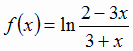 f(x) = ln (2 − 3x)/(3 + x)